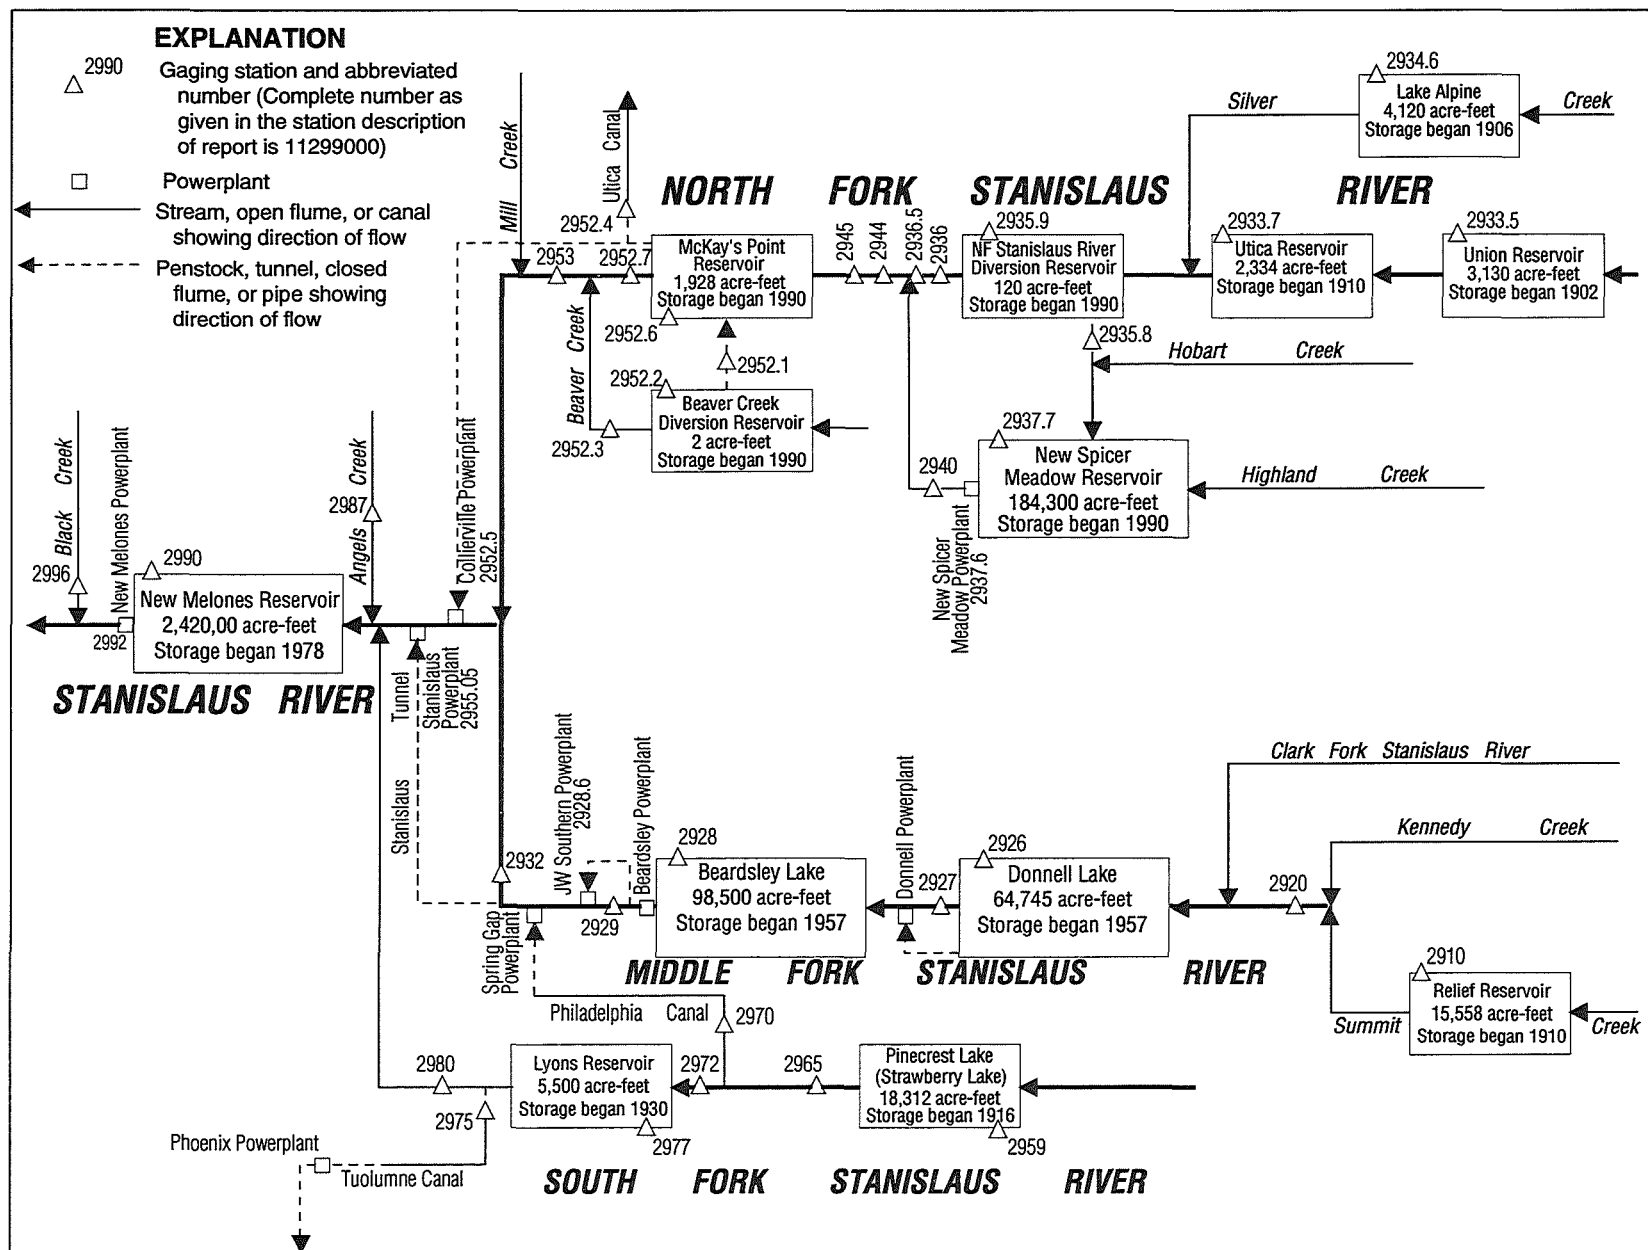 EXPLANATION
2990
Gaging station and abbreviated
number (Complete number as
given in the station description
of report is 11299000)
Powerplant
Stream, open flume, or canal
showing direction of flow
Penstock, tunnel, closed
flume, or pipe showing
direction of flow
Mill Creek
Utica Canal
2952.4
NORTH FORK STANISLAUS RIVER
2934.6
Lake Alpine
4,120 acre-feet
Storage began 1906
Silver Creek
2953
2952.7
McKay's Point
Reservoir
1,928 acre-feet
Storage began 1990
2952.6
2945
2944
2936.5
2936
2935.9
NF Stanislaus River
Diversion Reservoir
120 acre-feet
Storage began 1990
2933.7
Utica Reservoir
2,334 acre-feet
Storage began 1910
2933.5
Union Reservoir
3,130 acre-feet
Storage began 1902
Beaver Creek
2952.1
2952.2
Beaver Creek
Diversion Reservoir
2 acre-feet
Storage began 1990
2952.3
2935.8
Hobart Creek
2937.7
New Spicer
Meadow Reservoir
184,300 acre-feet
Storage began 1990
2940
Highland Creek
New Spicer
Meadow Powerplant
2937.6
Black Creek
New Melones Powerplant
2996
2992
2990
New Melones Reservoir
2,420,00 acre-feet
Storage began 1978
2987
Angels Creek
Collierville Powerplant
2952.5
STANISLAUS RIVER
Stanislaus Tunnel
Stanislaus
Powerplant
2955.05
Clark Fork Stanislaus River
Kennedy Creek
2932
JW Southern Powerplant
2928.6
Beardsley Powerplant
2929
2928
Beardsley Lake
98,500 acre-feet
Storage began 1957
Donnell Powerplant
2927
2926
Donnell Lake
64,745 acre-feet
Storage began 1957
2920
Spring Gap
Powerplant
MIDDLE FORK STANISLAUS RIVER
2910
Relief Reservoir
15,558 acre-feet
Storage began 1910
Summit Creek
Philadelphia Canal
2970
2980
2975
Lyons Reservoir
5,500 acre-feet
Storage began 1930
2977
2972
2965
Pinecrest Lake
(Strawberry Lake)
18,312 acre-feet
Storage began 1916
2959
Phoenix Powerplant
Tuolumne Canal
SOUTH FORK STANISLAUS RIVER